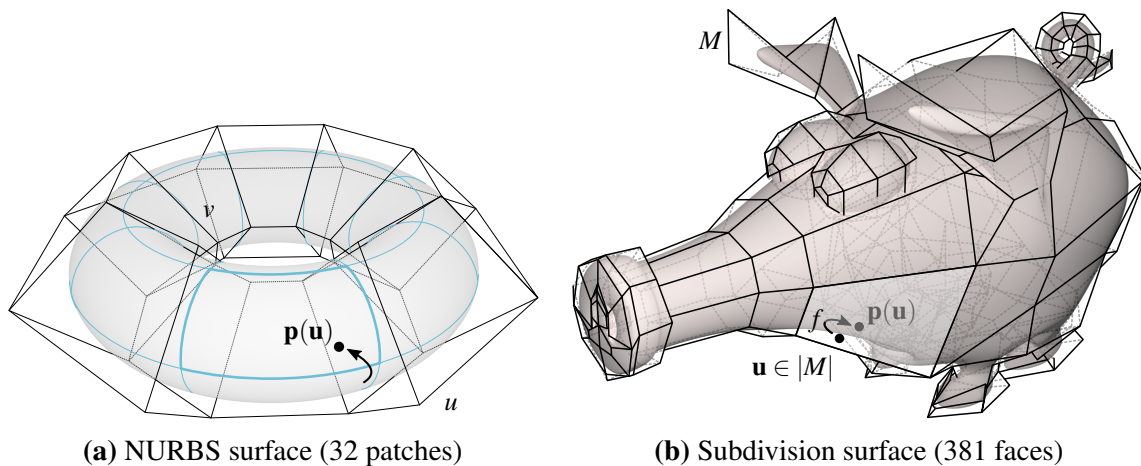 M
v
p(u)
u
f
p(u)
u ∈ |M|
(a) NURBS surface (32 patches)
(b) Subdivision surface (381 faces)